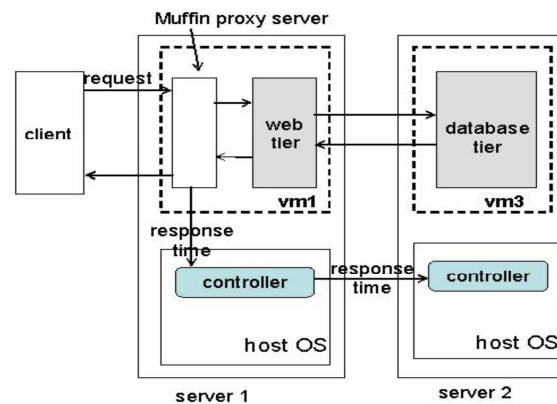 Muffin proxy server
request
client
web
tier
database
tier
vm1
vm3
response
time
controller
response
time
controller
host OS
host OS
server 1
server 2